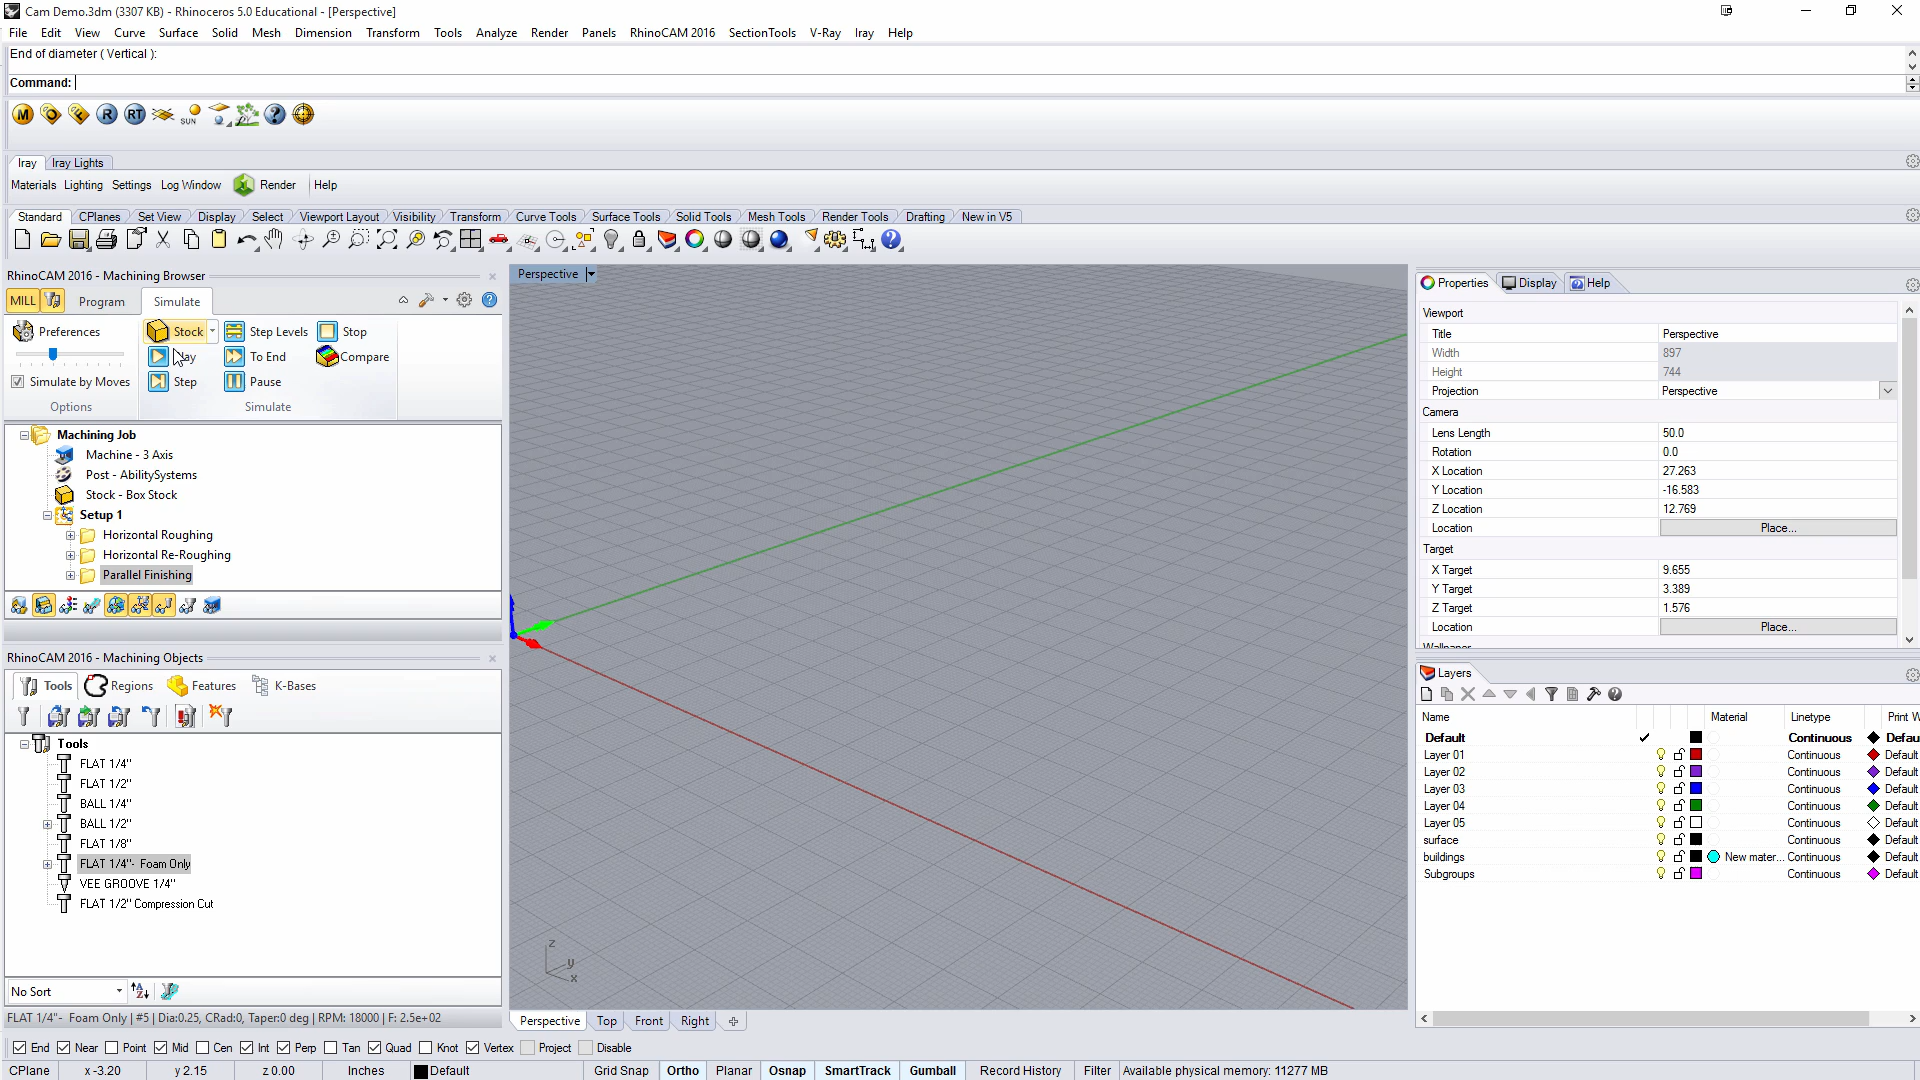 Cam Demo.3dm (3307 KB) - Rhinoceros 5.0 Educational - [Perspective]
File Edit View Curve Surface Solid Mesh Dimension Transform Tools Analyze Render Panels RhinoCAM 2016 SectionTools V-Ray Iray Help
End of diameter ( Vertical ):
Command:
M O F R RT SUN ?
Iray Iray Lights
Materials Lighting Settings Log Window Render Help
Standard CPlanes Set View Display Select Viewport Layout Visibility Transform Curve Tools Surface Tools Solid Tools Mesh Tools Render Tools Drafting New in V5
RhinoCAM 2016 - Machining Browser
MILL Program Simulate
Preferences Stock Step Levels Stop
To End Compare
Simulate by Moves Step Pause
Options Simulate
Machining Job
Machine - 3 Axis
Post - AbilitySystems
Stock - Box Stock
Setup 1
Horizontal Roughing
Horizontal Re-Roughing
Parallel Finishing
RhinoCAM 2016 - Machining Objects
Tools Regions Features K-Bases
Tools
FLAT 1/4"
FLAT 1/2"
BALL 1/4"
BALL 1/2"
FLAT 1/8"
FLAT 1/4"- Foam Only
VEE GROOVE 1/4"
FLAT 1/2" Compression Cut
No Sort
FLAT 1/4"- Foam Only | #5 | Dia:0.25, CRad:0, Taper:0 deg | RPM: 18000 | F: 2.5e+02
Perspective
z
y
x
Perspective Top Front Right
Properties Display Help
Viewport
Title Perspective
Width 897
Height 744
Projection Perspective
Camera
Lens Length 50.0
Rotation 0.0
X Location 27.263
Y Location -16.583
Z Location 12.769
Location Place...
Target
X Target 9.655
Y Target 3.389
Z Target 1.576
Location Place...
Wallpaper
Layers
Name Material Linetype Print W
Default Continuous Defau
Layer 01 Continuous Default
Layer 02 Continuous Default
Layer 03 Continuous Default
Layer 04 Continuous Default
Layer 05 Continuous Default
surface Continuous Default
buildings New mater... Continuous Default
Subgroups Continuous Default
End Near Point Mid Cen Int Perp Tan Quad Knot Vertex Project Disable
CPlane x -3.20 y 2.15 z 0.00 Inches Default Grid Snap Ortho Planar Osnap SmartTrack Gumball Record History Filter Available physical memory: 11277 MB